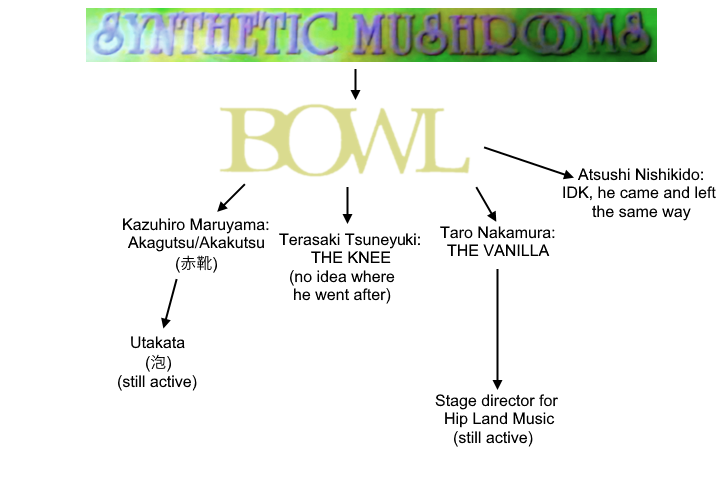 SYNTHETIC MUSHROOMS
BOWL
Atsushi Nishikido:
IDK, he came and left
the same way
Kazuhiro Maruyama:
Akagutsu/Akakutsu
(赤靴)
Terasaki Tsuneyuki:
THE KNEE
(no idea where
he went after)
Taro Nakamura:
THE VANILLA
Utakata
(泡)
(still active)
Stage director for
Hip Land Music
(still active)